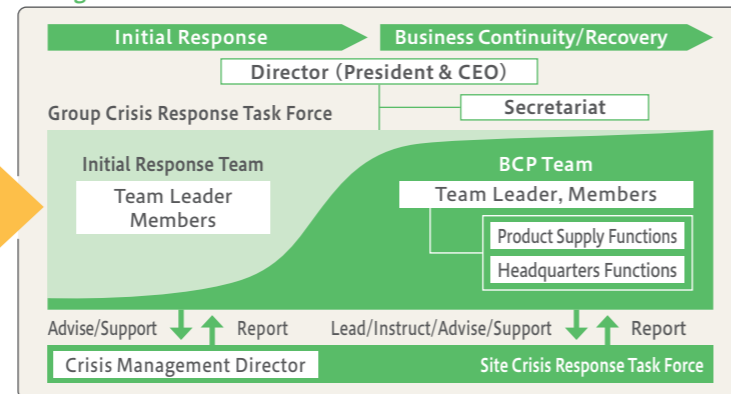 Initial Response
Business Continuity/Recovery
Director (President & CEO)
Secretariat
Group Crisis Response Task Force
Initial Response Team
Team Leader
Members
BCP Team
Team Leader, Members
Product Supply Functions
Headquarters Functions
Advise/Support
Report
Lead/Instruct/Advise/Support
Report
Crisis Management Director
Site Crisis Response Task Force